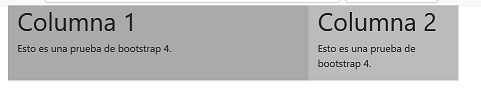 Columna 1
Esto es una prueba de bootstrap 4.
Columna 2
Esto es una prueba de
bootstrap 4.